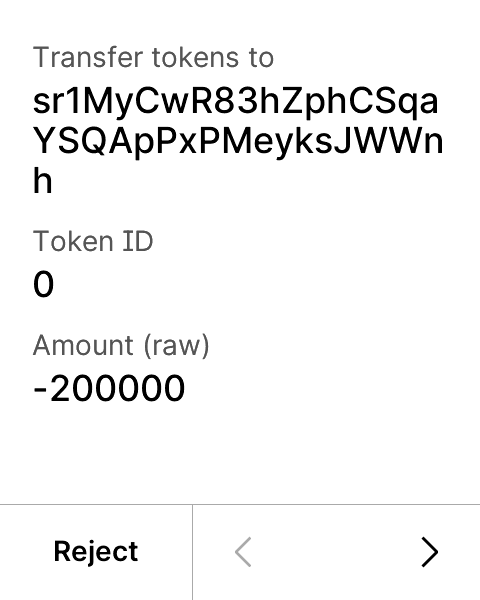 Transfer tokens to
sr1MyCwR83hZphCSqa
YSQApPxPMeyksJWWn
h
Token ID
0
Amount (raw)
-200000
Reject